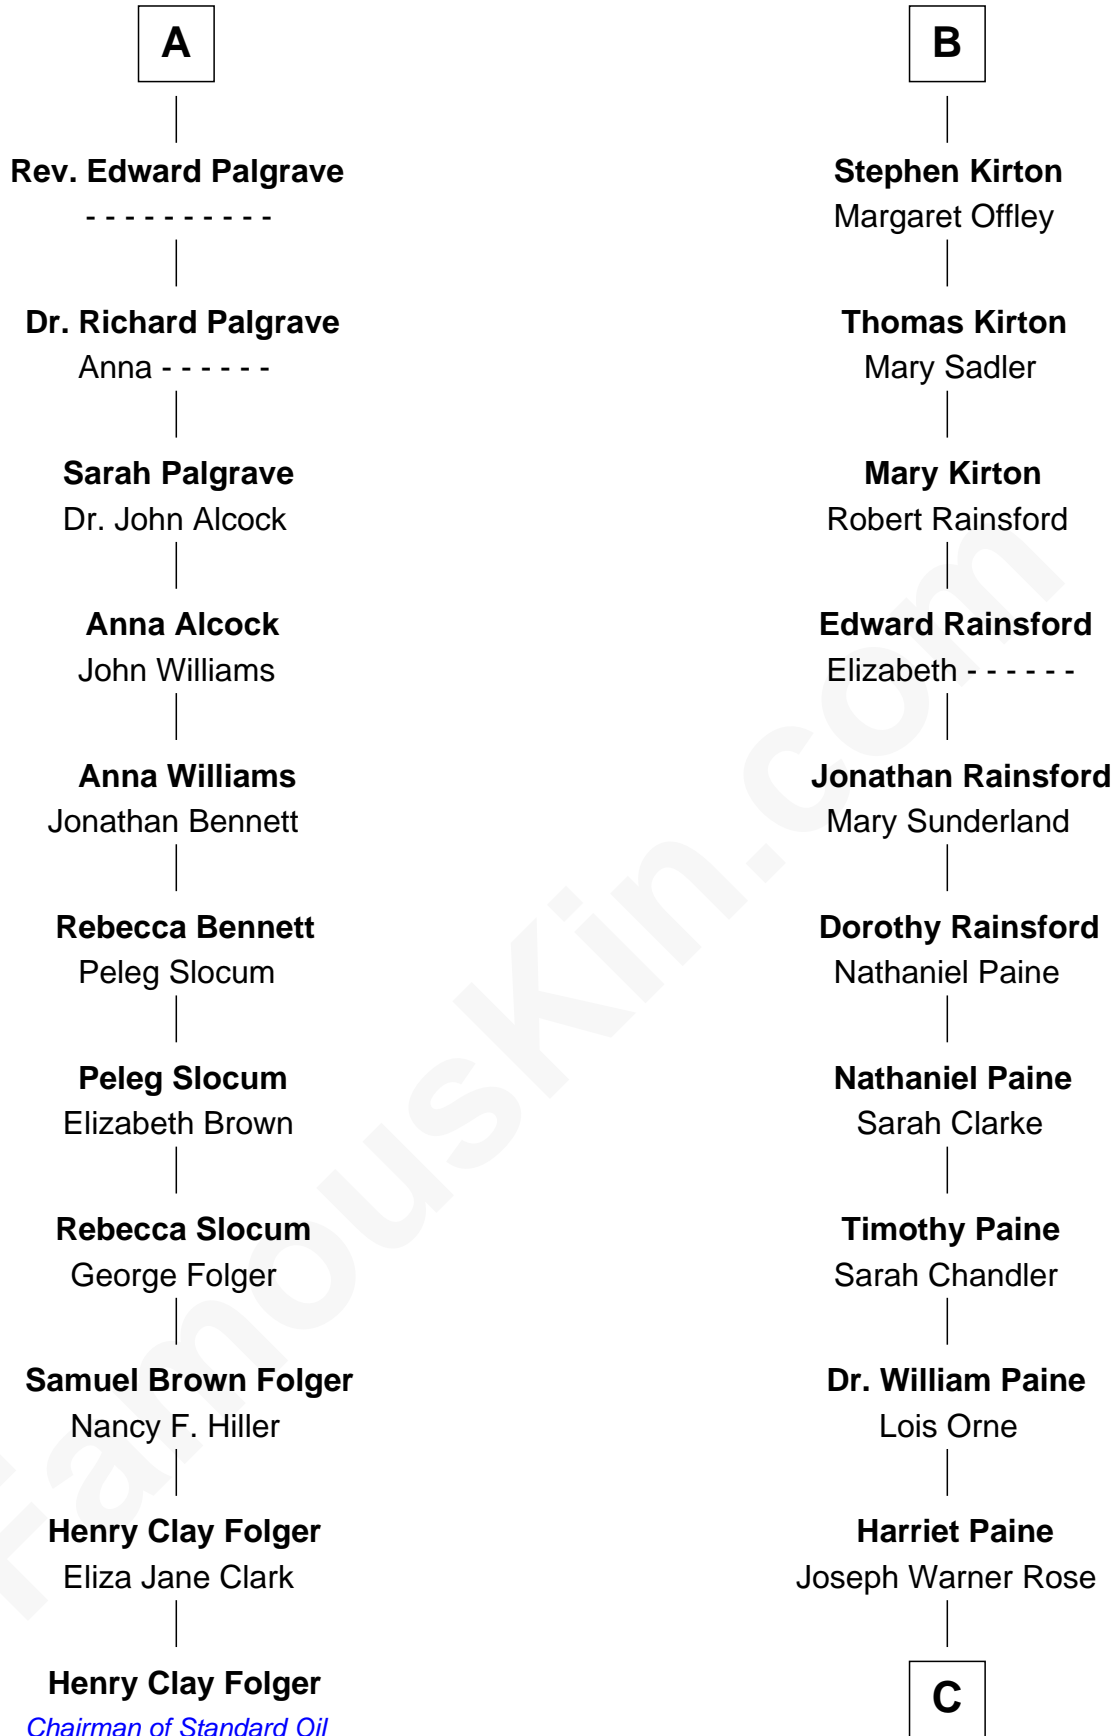 A
Rev. Edward Palgrave
- - - - - - - - - -
Dr. Richard Palgrave
Anna - - - - - -
Sarah Palgrave
Dr. John Alcock
Anna Alcock
John Williams
Anna Williams
Jonathan Bennett
Rebecca Bennett
Peleg Slocum
Peleg Slocum
Elizabeth Brown
Rebecca Slocum
George Folger
Samuel Brown Folger
Nancy F. Hiller
Henry Clay Folger
Eliza Jane Clark
Henry Clay Folger
Chairman of Standard Oil
B
Stephen Kirton
Margaret Offley
Thomas Kirton
Mary Sadler
Mary Kirton
Robert Rainsford
Edward Rainsford
Elizabeth - - - - - -
Jonathan Rainsford
Mary Sunderland
Dorothy Rainsford
Nathaniel Paine
Nathaniel Paine
Sarah Clarke
Timothy Paine
Sarah Chandler
Dr. William Paine
Lois Orne
Harriet Paine
Joseph Warner Rose
C
FamousKin.com